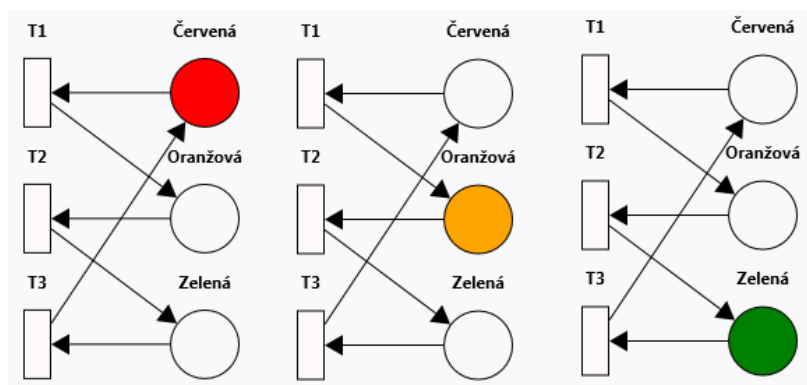 T1 Červená
T2 Oranžová
T3 Zelená
T1 Červená
T2 Oranžová
T3 Zelená
T1 Červená
T2 Oranžová
T3 Zelená